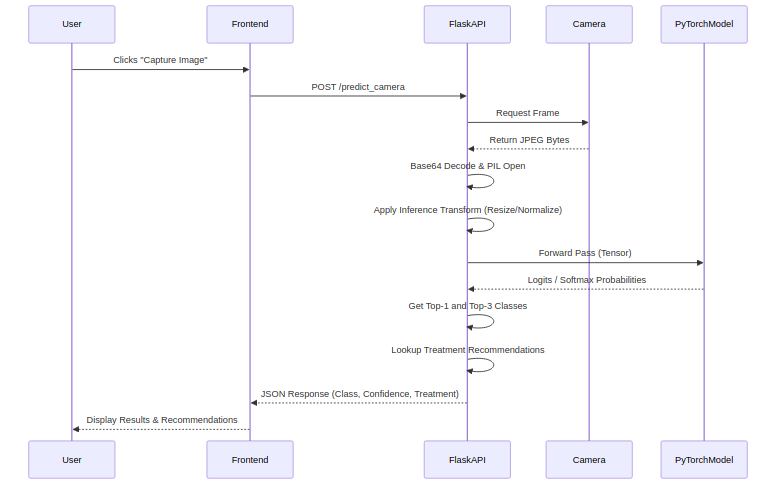 User
Frontend
FlaskAPI
Camera
PyTorchModel
Clicks "Capture Image"
POST /predict_camera
Request Frame
Return JPEG Bytes
Base64 Decode & PIL Open
Apply Inference Transform (Resize/Normalize)
Forward Pass (Tensor)
Logits / Softmax Probabilities
Get Top-1 and Top-3 Classes
Lookup Treatment Recommendations
JSON Response (Class, Confidence, Treatment)
Display Results & Recommendations
User
Frontend
FlaskAPI
Camera
PyTorchModel